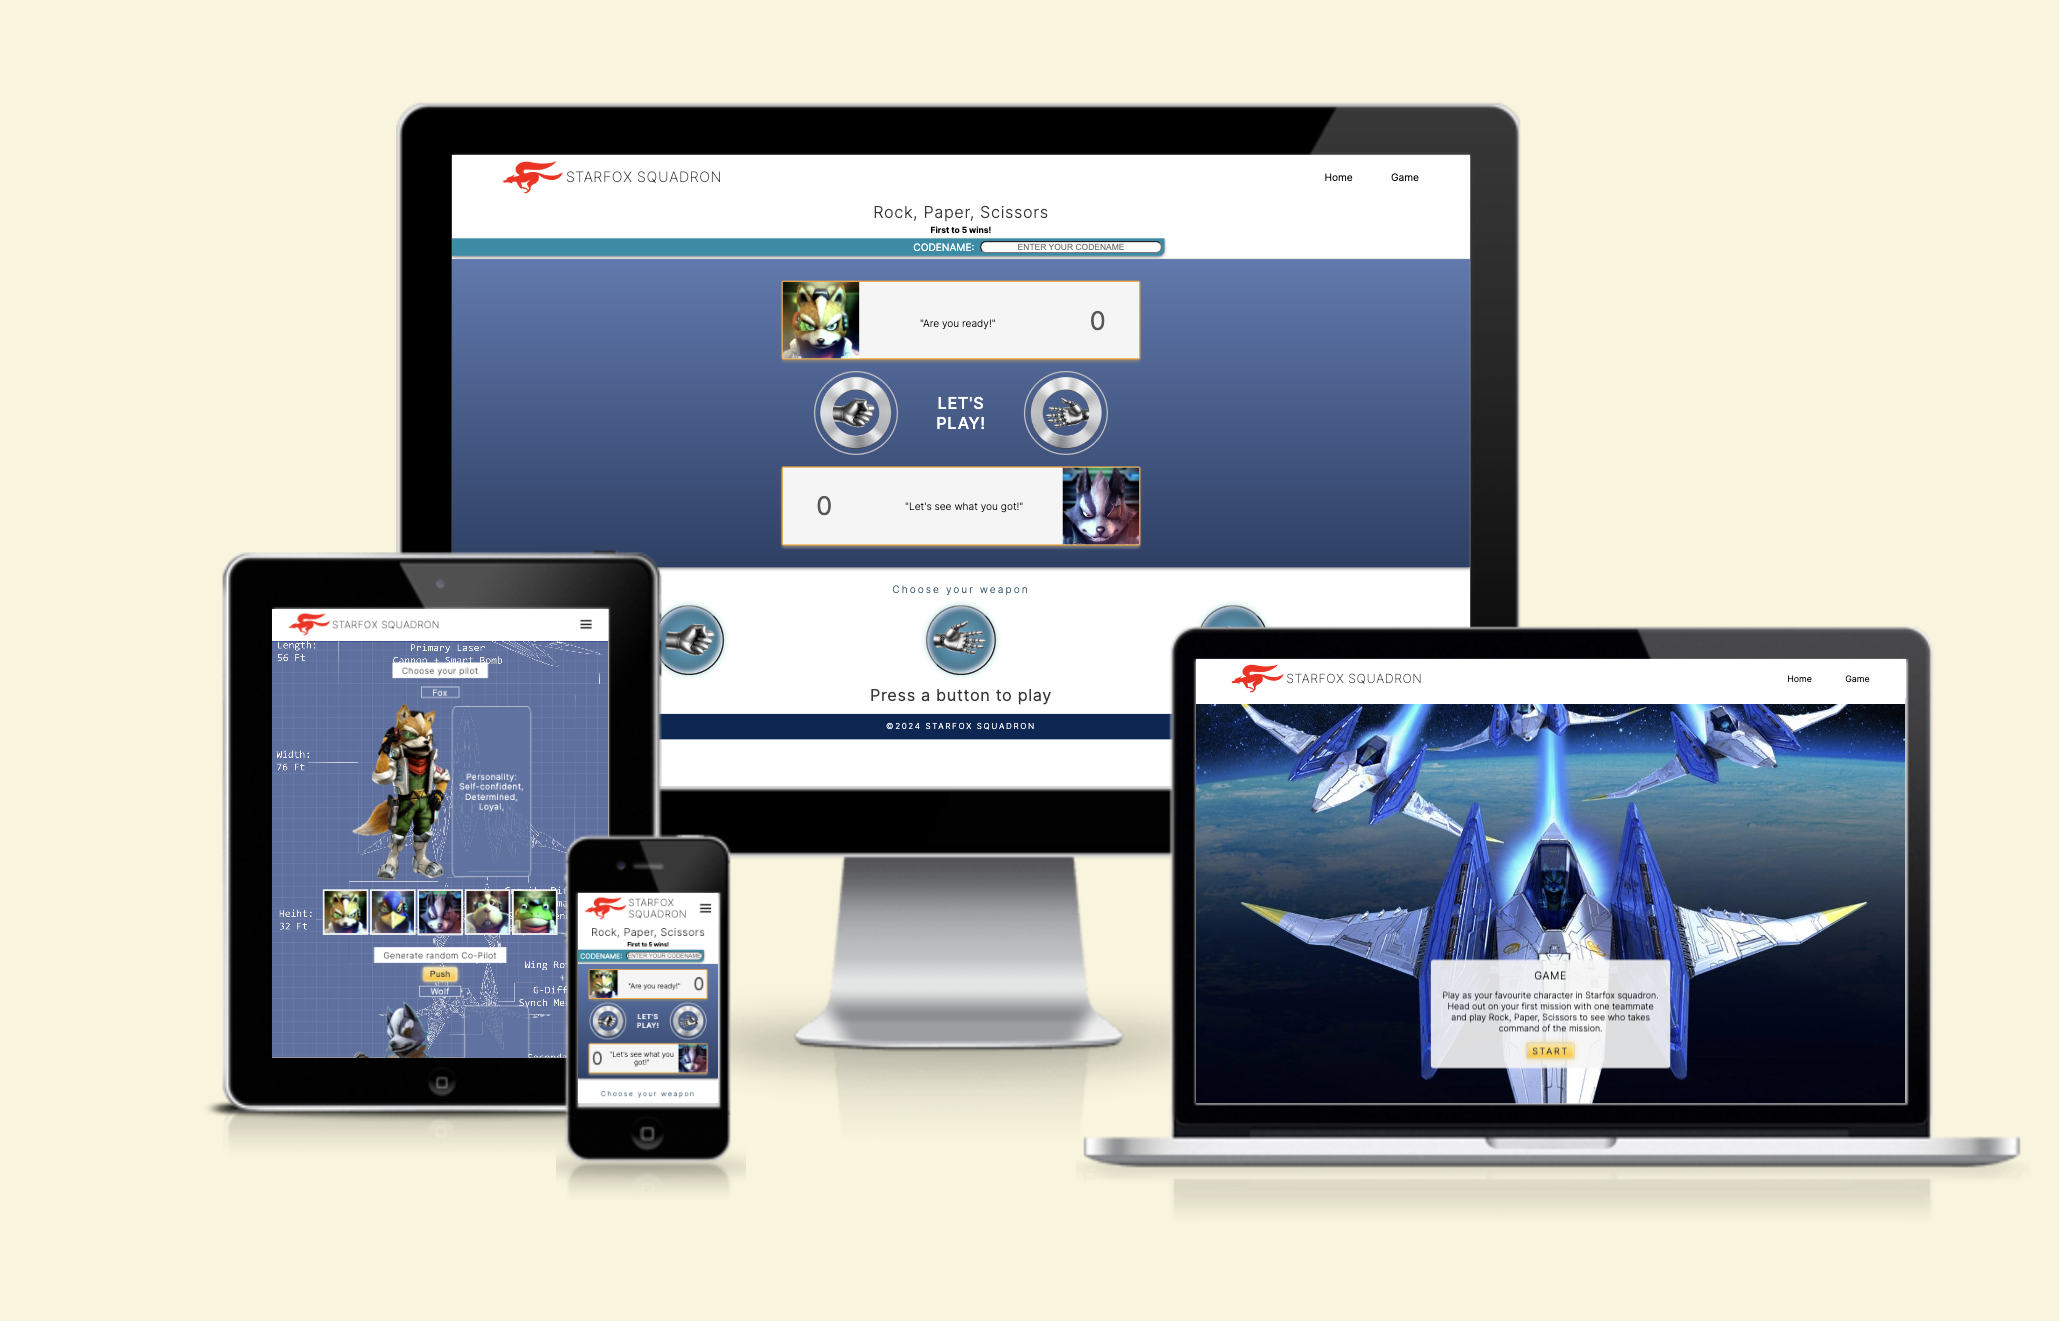 STARFOX SQUADRON
Home Game
Rock, Paper, Scissors
First to 5 wins!
CODENAME: ENTER YOUR CODENAME
"Are you ready!" 0
LET'S
PLAY!
0 "Let's see what you got!"
Choose your weapon
Press a button to play
©2024 STARFOX SQUADRON
STARFOX SQUADRON
Length:
56 Ft
Primary Laser
Cannon + Smart Bomb
Choose your pilot
Fox
Width:
76 Ft
Personality:
Self-confident,
Determined,
Loyal,
Heiht:
32 Ft
Generate random Co-Pilot
Push
Wolf
Wing Ro
+
G-Diff
Synch Me
STARFOX
SQUADRON
Rock, Paper, Scissors
First to 5 wins!
CODENAME: ENTER YOUR CODENAME
"Are you ready!" 0
LET'S
PLAY!
0 "Let's see what you
got!"
Choose your weapon
STARFOX SQUADRON
Home Game
GAME
Play as your favourite character in Starfox squadron.
Head out on your first mission with one teammate
and play Rock, Paper, Scissors to see who takes
command of the mission.
START